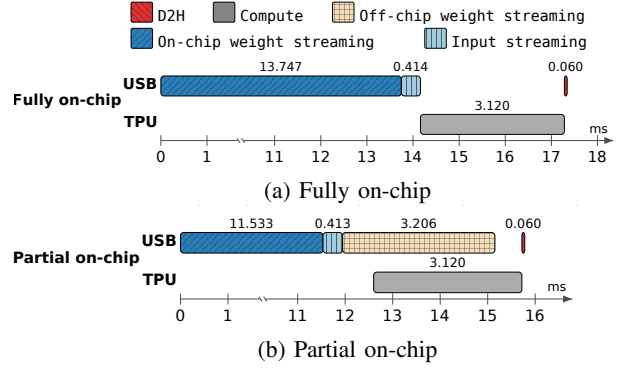 D2H Compute Off-chip weight streaming
On-chip weight streaming Input streaming
13.747 0.414 0.060
USB
Fully on-chip
3.120
TPU
ms
0 1 11 12 13 14 15 16 17 18
(a) Fully on-chip
11.533 0.413 3.206 0.060
USB
Partial on-chip
3.120
TPU
ms
0 1 11 12 13 14 15 16
(b) Partial on-chip